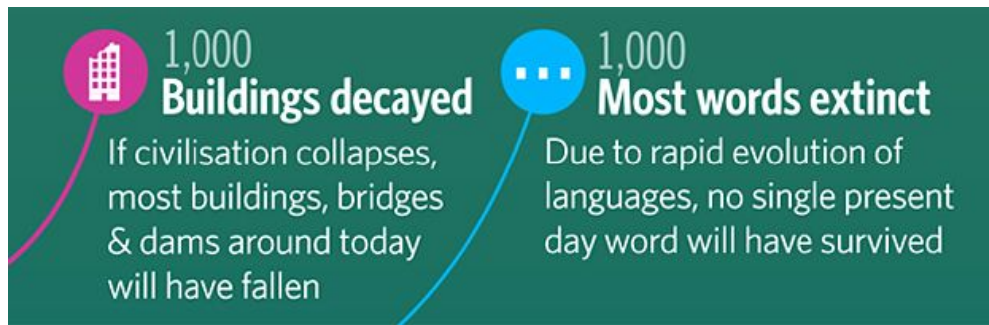 1,000
Buildings decayed
If civilisation collapses,
most buildings, bridges
& dams around today
will have fallen
1,000
Most words extinct
Due to rapid evolution of
languages, no single present
day word will have survived